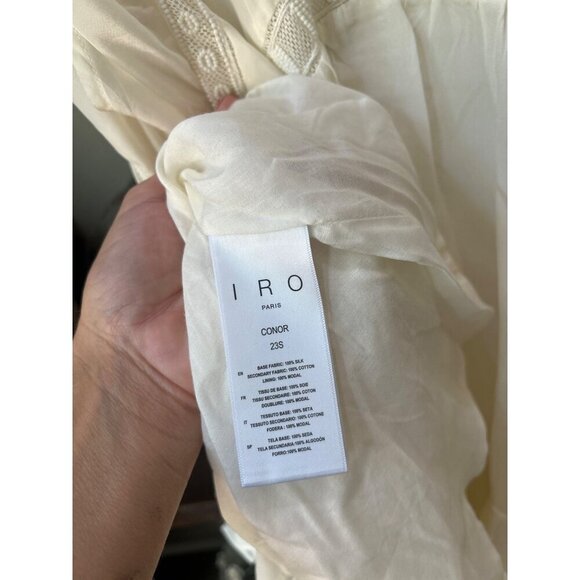 IRO
PARIS
CONOR
23S
EN
BASE FABRIC: 100% SILK
SECONDARY FABRIC: 100% COTTON
LINING: 100% MODAL
FR
TISSU DE BASE: 100% SOIE
TISSU SECONDAIRE: 100% COTON
DOUBLURE: 100% MODAL
IT
TESSUTO BASE: 100% SETA
TESSUTO SECONDARIO: 100% COTONE
FODERA : 100% MODAL
SP
TELA BASE: 100% SEDA
TELA SECUNDARIA:100% ALGODÓN
FORRO:100% MODAL